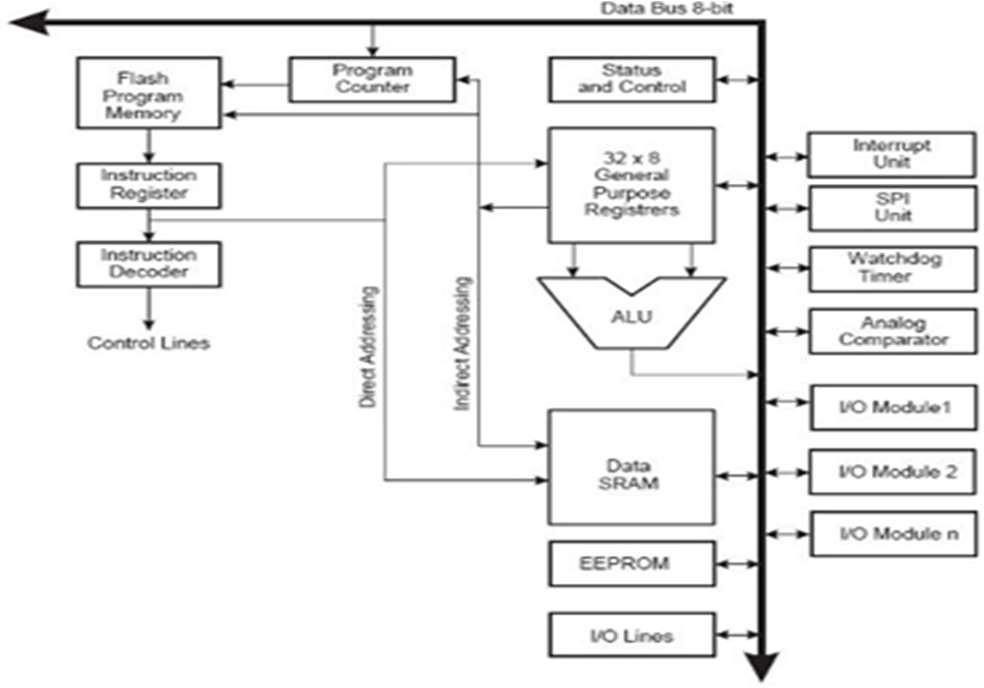 Data Bus 8-bit
Flash
Program
Memory
Program
Counter
Status
and Control
Interrupt
Unit
32 x 8
General
Purpose
Registrers
Instruction
Register
SPI
Unit
Instruction
Decoder
Watchdog
Timer
Control Lines
Direct Addressing
Indirect Addressing
ALU
Analog
Comparator
I/O Module1
Data
SRAM
I/O Module 2
I/O Module n
EEPROM
I/O Lines